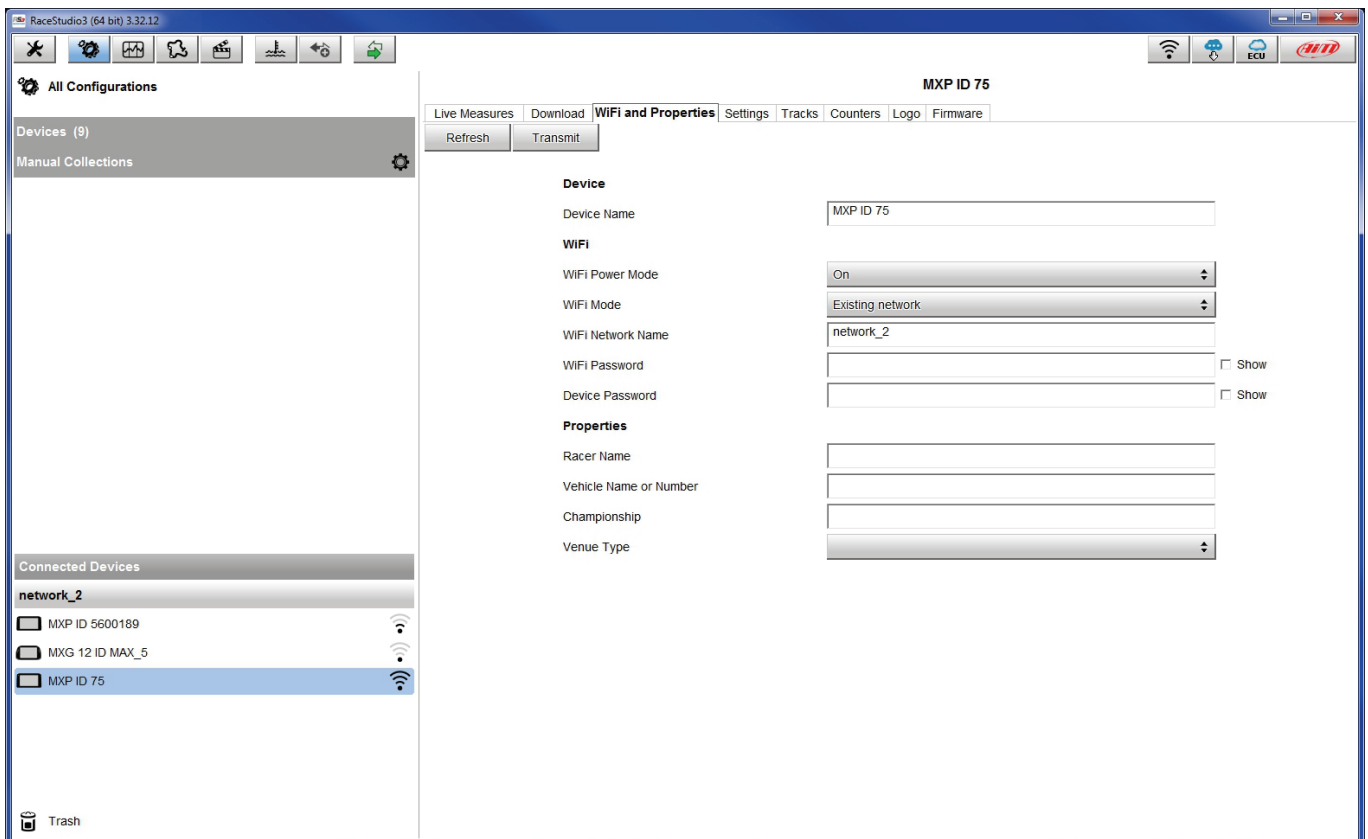 RaceStudio3 (64 bit) 3.32.12
ECU
AiM
All Configurations
MXP ID 75
Live Measures Download WiFi and Properties Settings Tracks Counters Logo Firmware
Devices (9)
Refresh Transmit
Manual Collections
Device
Device Name MXP ID 75
WiFi
WiFi Power Mode On
WiFi Mode Existing network
WiFi Network Name network_2
WiFi Password Show
Device Password Show
Properties
Racer Name
Vehicle Name or Number
Championship
Venue Type
Connected Devices
network_2
MXP ID 5600189
MXG 12 ID MAX_5
MXP ID 75
Trash